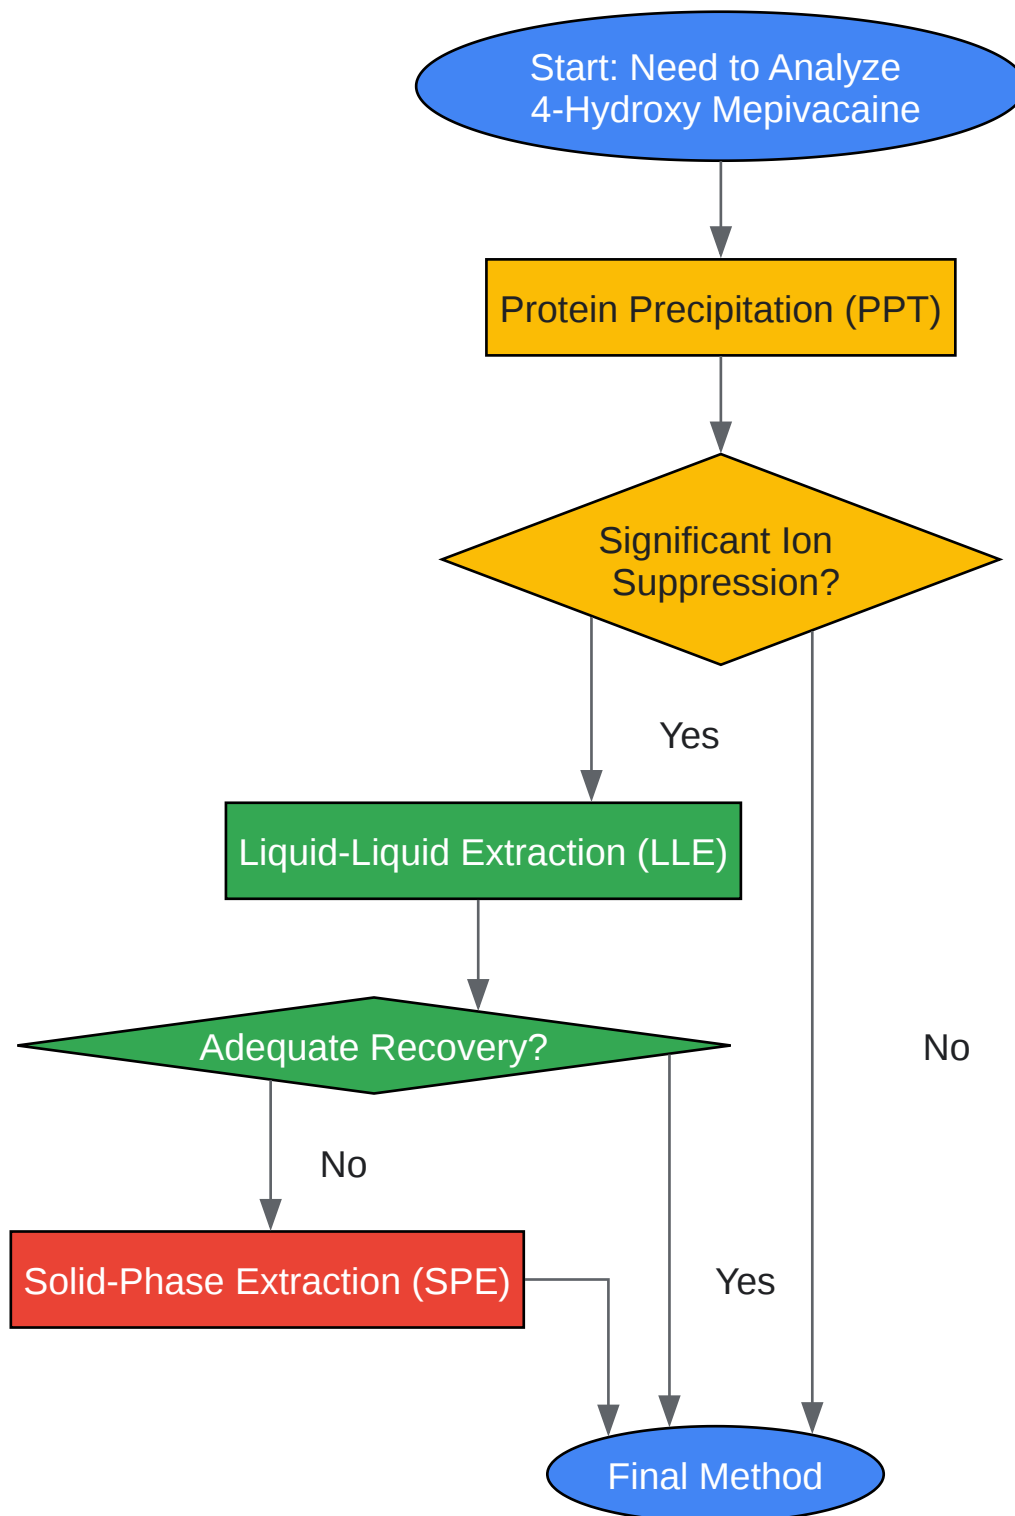 Start: Need to Analyze
4-Hydroxy Mepivacaine
Protein Precipitation (PPT)
Significant Ion
Suppression?
Yes
Liquid-Liquid Extraction (LLE)
Adequate Recovery?
No
No
Solid-Phase Extraction (SPE)
Yes
Final Method